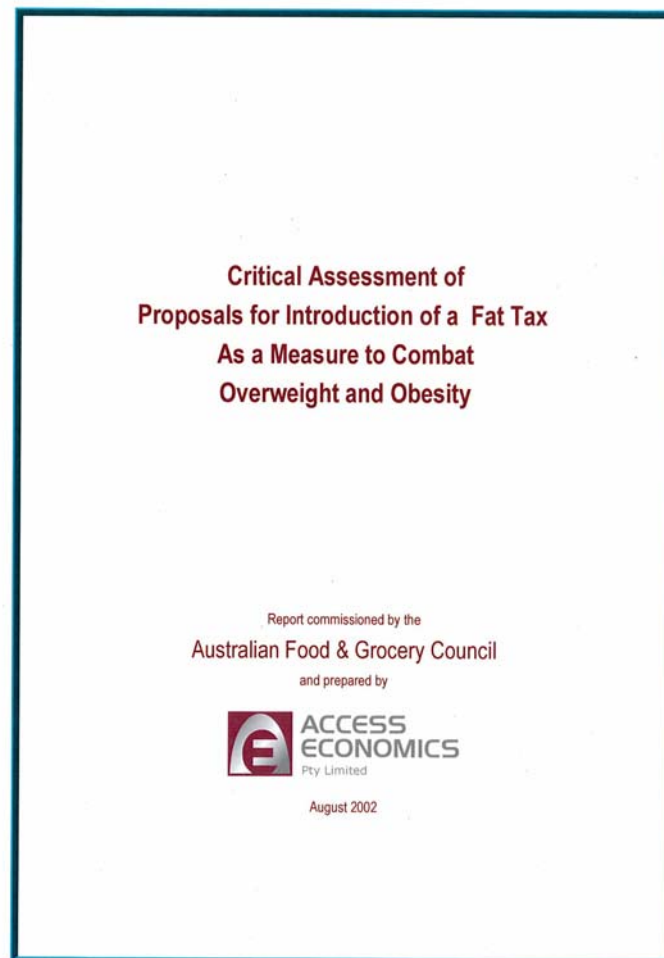 Critical Assessment of
Proposals for Introduction of a Fat Tax
As a Measure to Combat
Overweight and Obesity
Report commissioned by the
Australian Food & Grocery Council
and prepared by
ACCESS
ECONOMICS
Pty Limited
August 2002